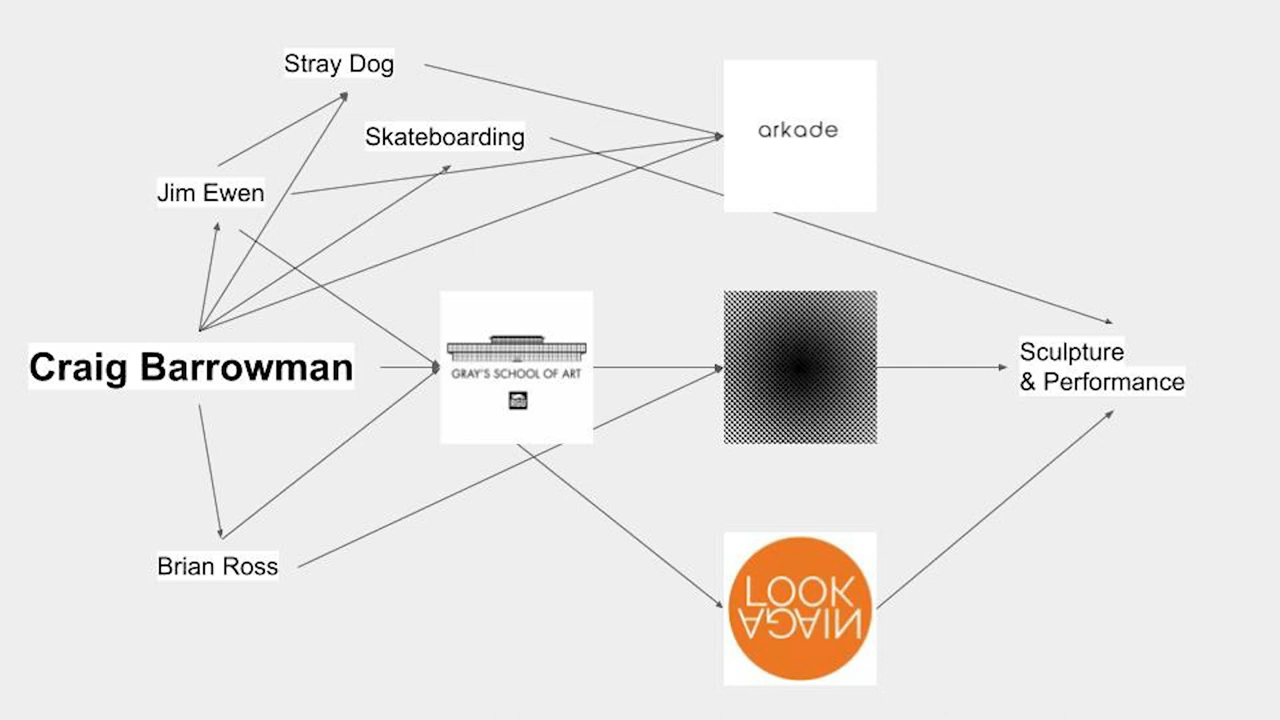 Stray Dog
Skateboarding
arkade
Jim Ewen
Craig Barrowman
GRAY'S SCHOOL OF ART
Sculpture
& Performance
Brian Ross
LOOK
AGAIN